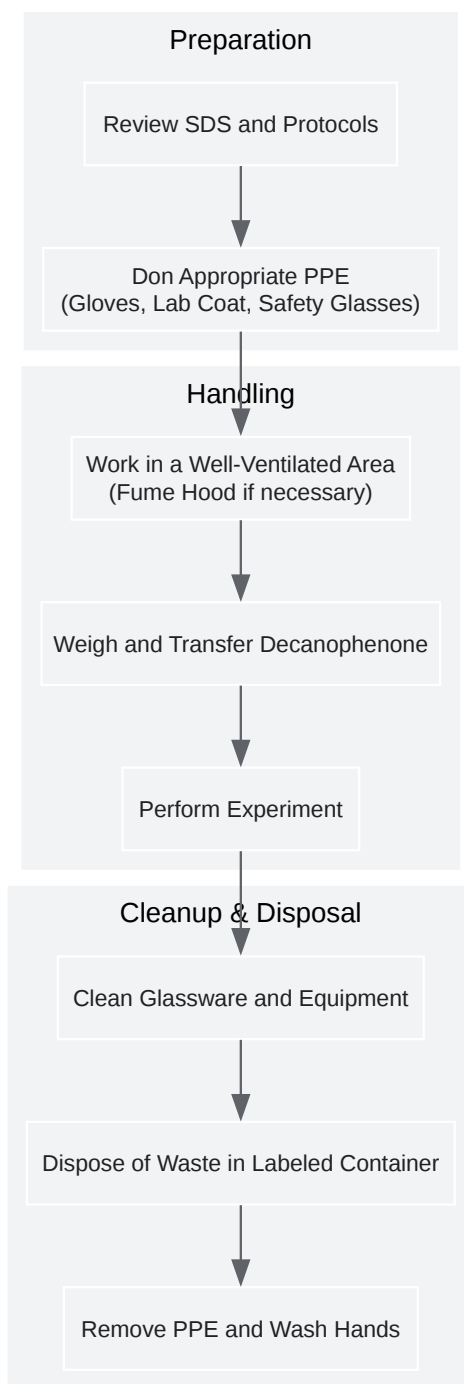 Preparation
Review SDS and Protocols
Don Appropriate PPE
(Gloves, Lab Coat, Safety Glasses)
Handling
Work in a Well-Ventilated Area
(Fume Hood if necessary)
Weigh and Transfer Decanophenone
Perform Experiment
Cleanup & Disposal
Clean Glassware and Equipment
Dispose of Waste in Labeled Container
Remove PPE and Wash Hands